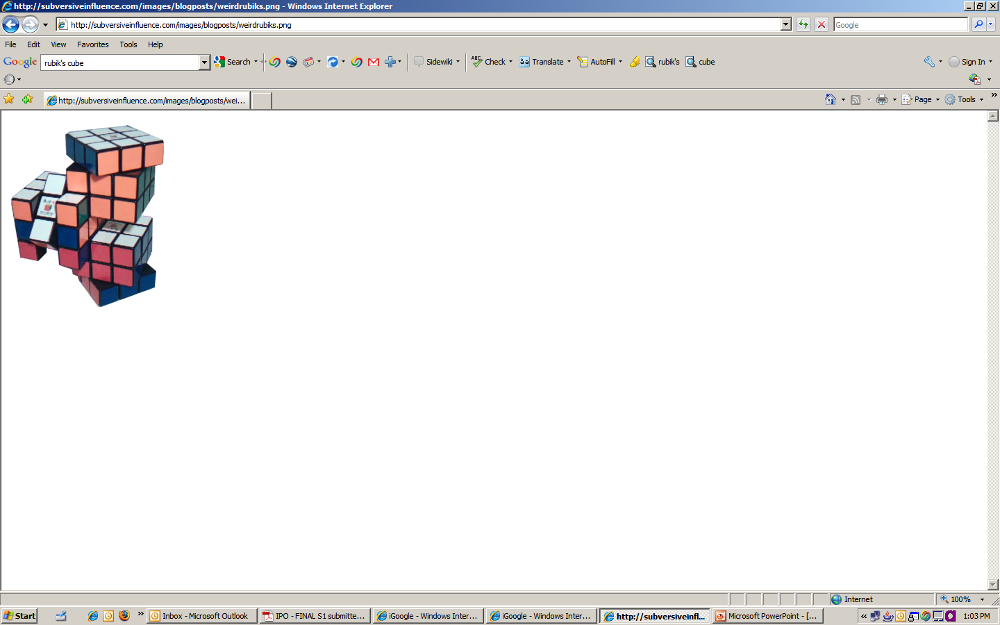 http://subversiveinfluence.com/images/blogposts/weirdrubiks.png - Windows Internet Explorer
http://subversiveinfluence.com/images/blogposts/weirdrubiks.png Google
File Edit View Favorites Tools Help
Google rubik's cube Search Sidewiki ABC Check Translate AutoFill rubik's cube Sign In
http://subversiveinfluence.com/images/blogposts/wei... Page Tools »
Internet 100%
Start » Inbox - Microsoft Outlook IPO - FINAL S1 submitte... iGoogle - Windows Inter... iGoogle - Windows Inter... http://subversiveinfl... Microsoft PowerPoint - [... « 1:03 PM